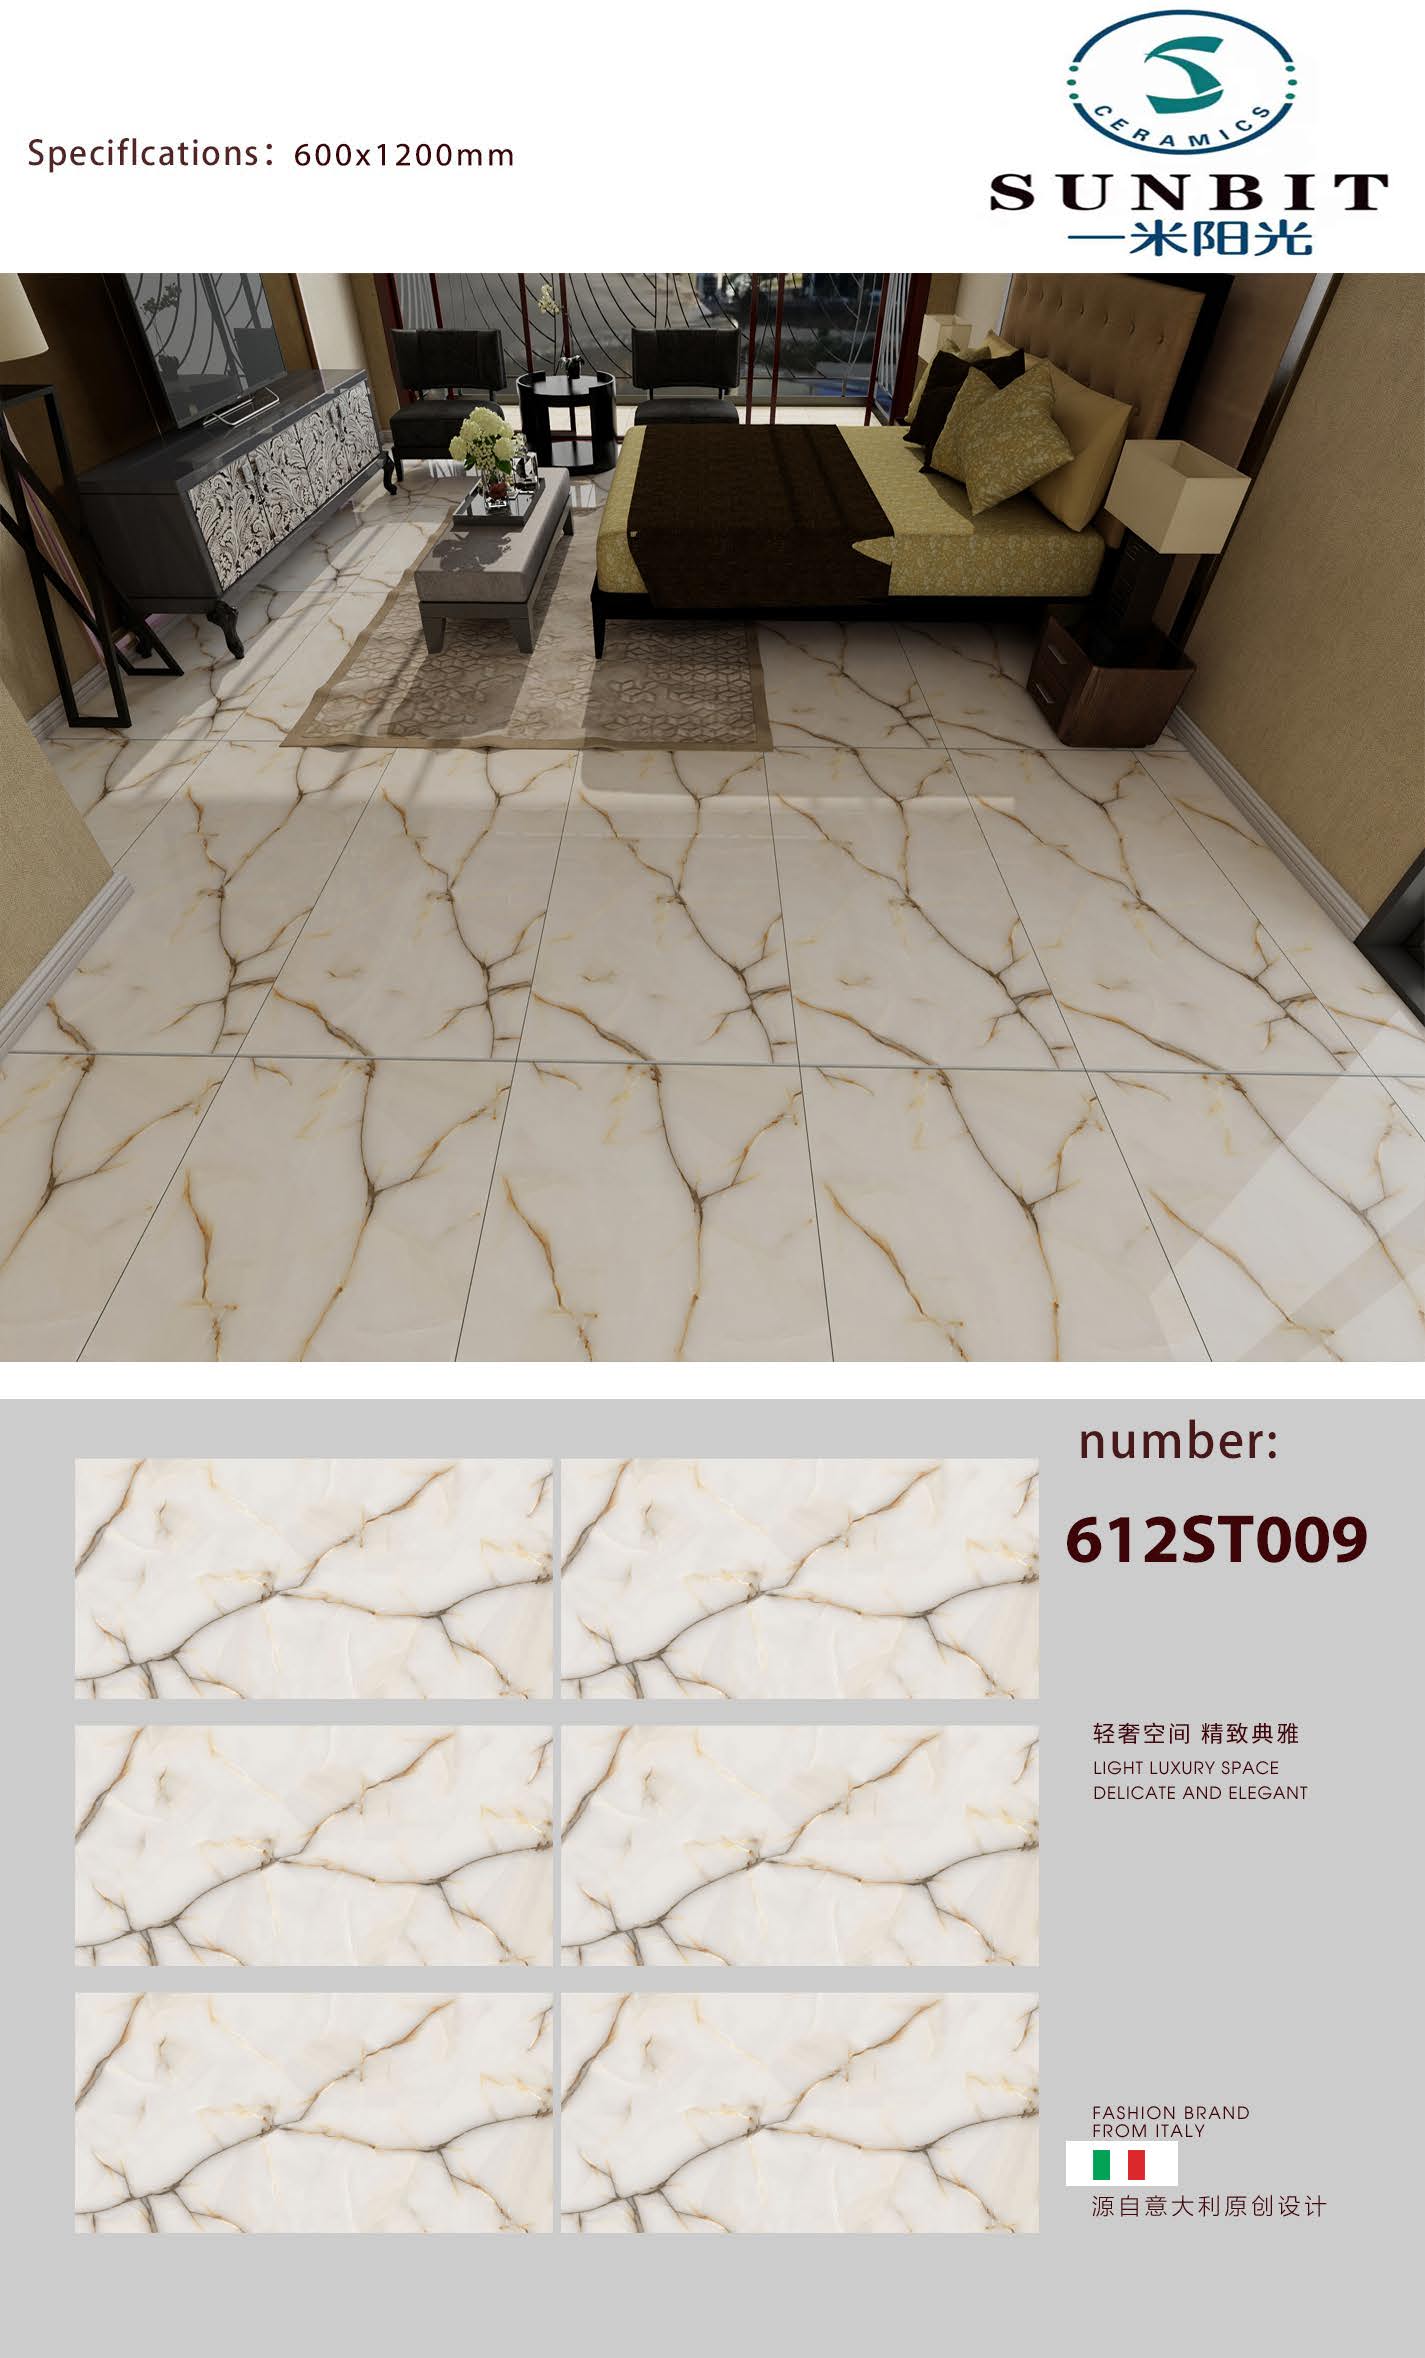 CERAMICS
SUNBIT
一米阳光
Speciflcations：600x1200mm
number:
612ST009
轻奢空间 精致典雅
LIGHT LUXURY SPACE
DELICATE AND ELEGANT
FASHION BRAND
FROM ITALY
源自意大利原创设计